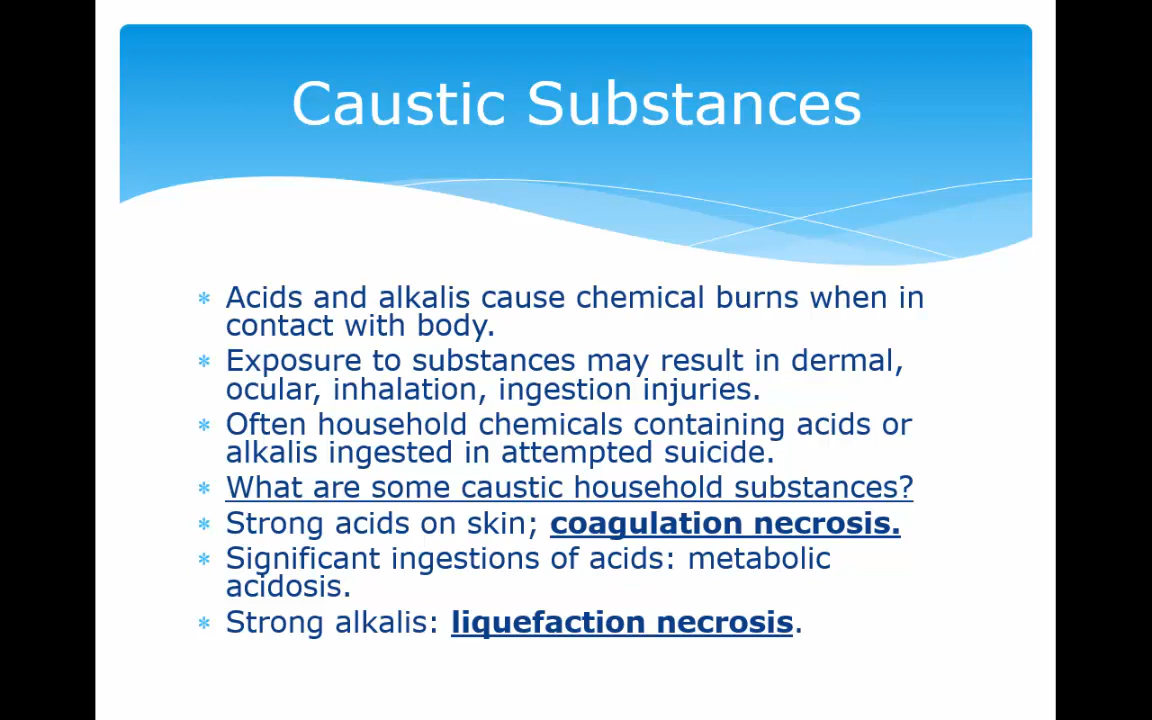 Caustic Substances
* Acids and alkalis cause chemical burns when in
contact with body.
* Exposure to substances may result in dermal,
ocular, inhalation, ingestion injuries.
* Often household chemicals containing acids or
alkalis ingested in attempted suicide.
* What are some caustic household substances?
* Strong acids on skin; coagulation necrosis.
* Significant ingestions of acids: metabolic
acidosis.
* Strong alkalis: liquefaction necrosis.